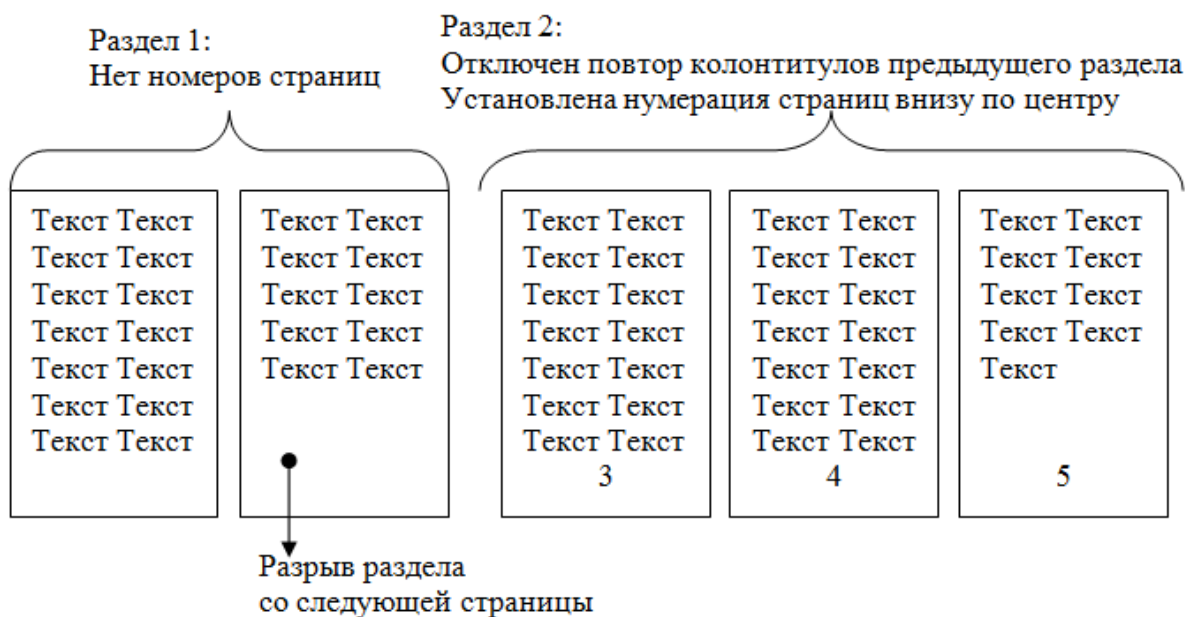 Раздел 1:
Нет номеров страниц
Раздел 2:
Отключен повтор колонтитулов предыдущего раздела
Установлена нумерация страниц внизу по центру
Текст Текст
Текст Текст
Текст Текст
Текст Текст
Текст Текст
Текст Текст
Текст Текст
Текст Текст
Текст Текст
Текст Текст
Текст Текст
Текст Текст
Разрыв раздела
со следующей страницы
Текст Текст
Текст Текст
Текст Текст
Текст Текст
Текст Текст
Текст Текст
Текст Текст
3
Текст Текст
Текст Текст
Текст Текст
Текст Текст
Текст Текст
Текст Текст
Текст Текст
4
Текст Текст
Текст Текст
Текст Текст
Текст Текст
Текст
5